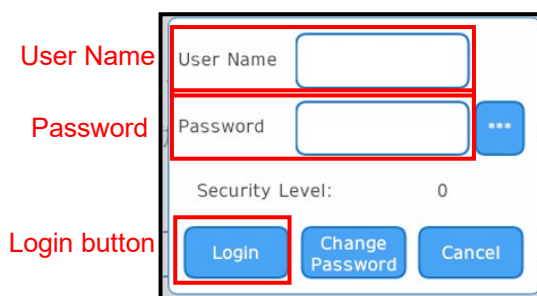 User Name User Name
Password Password ***
Security Level: 0
Login button Login Change Password Cancel